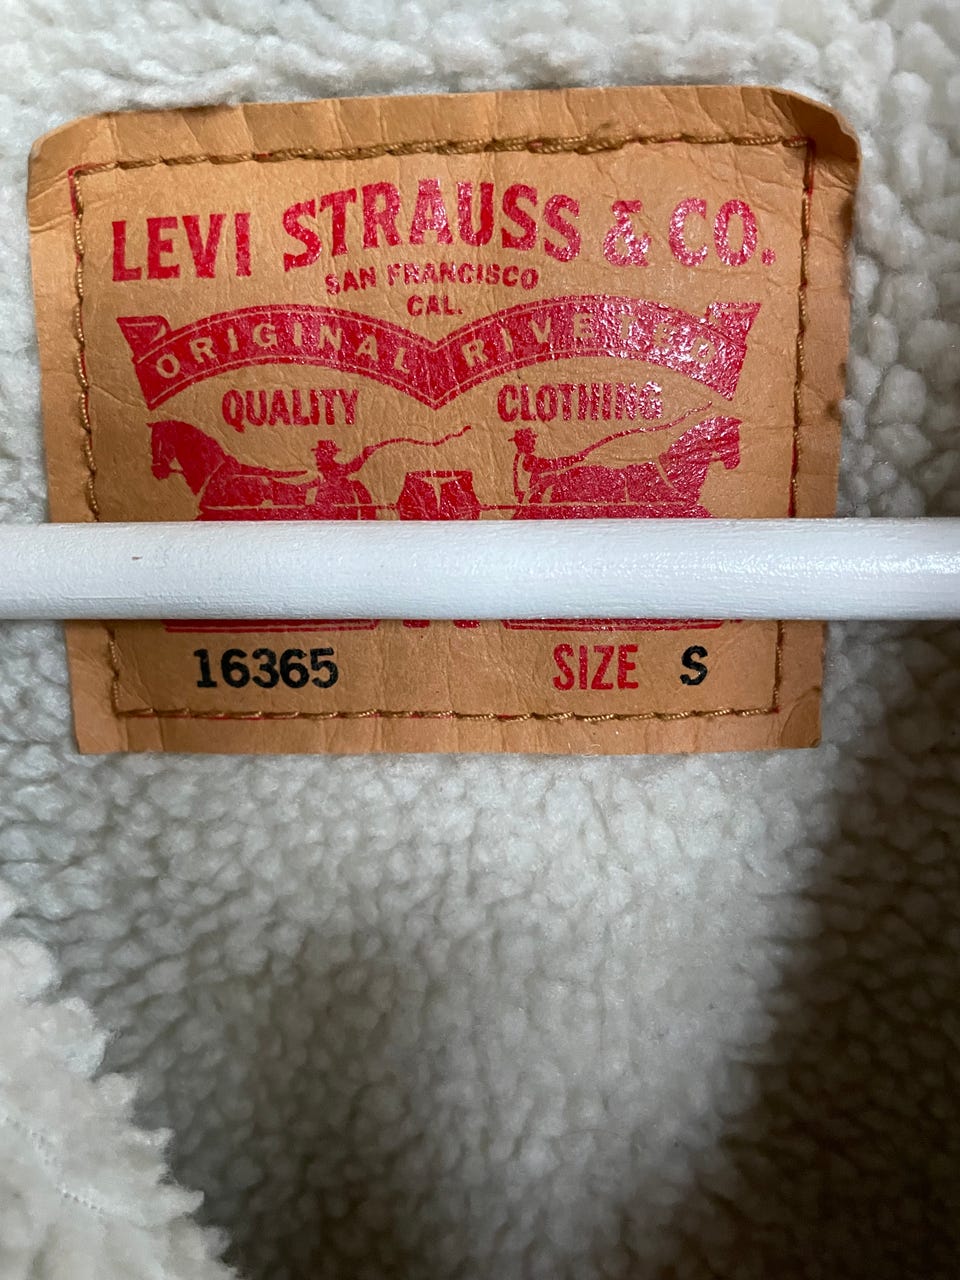 LEVI STRAUSS & CO.
SAN FRANCISCO
CAL.
ORIGINAL RIVETED
QUALITY CLOTHING
16365 SIZE S